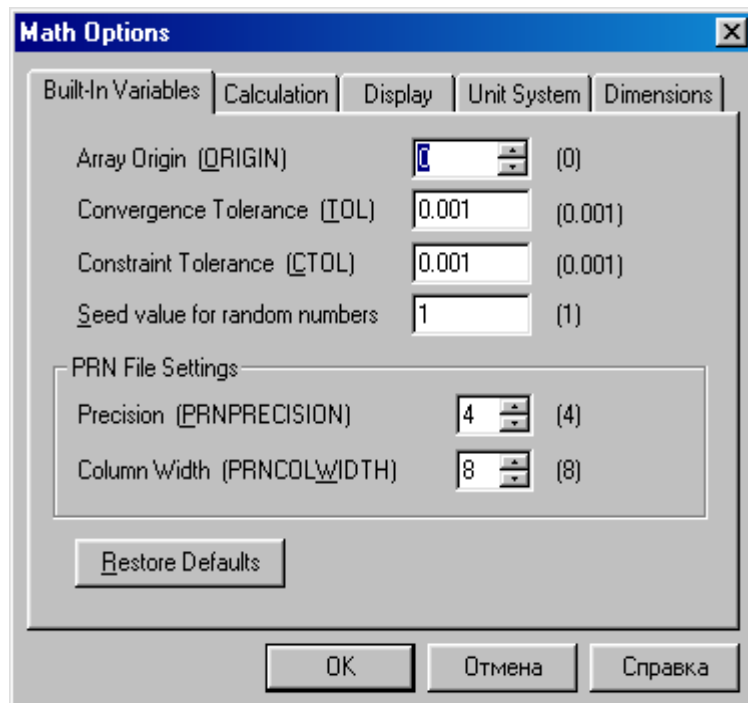 Math Options
Built-In Variables Calculation Display Unit System Dimensions
Array Origin (ORIGIN) 0 (0)
Convergence Tolerance (TOL) 0.001 (0.001)
Constraint Tolerance (CTOL) 0.001 (0.001)
Seed value for random numbers 1 (1)
PRN File Settings
Precision (PRNPRECISION) 4 (4)
Column Width (PRNCOLWIDTH) 8 (8)
Restore Defaults
OK Отмена Справка